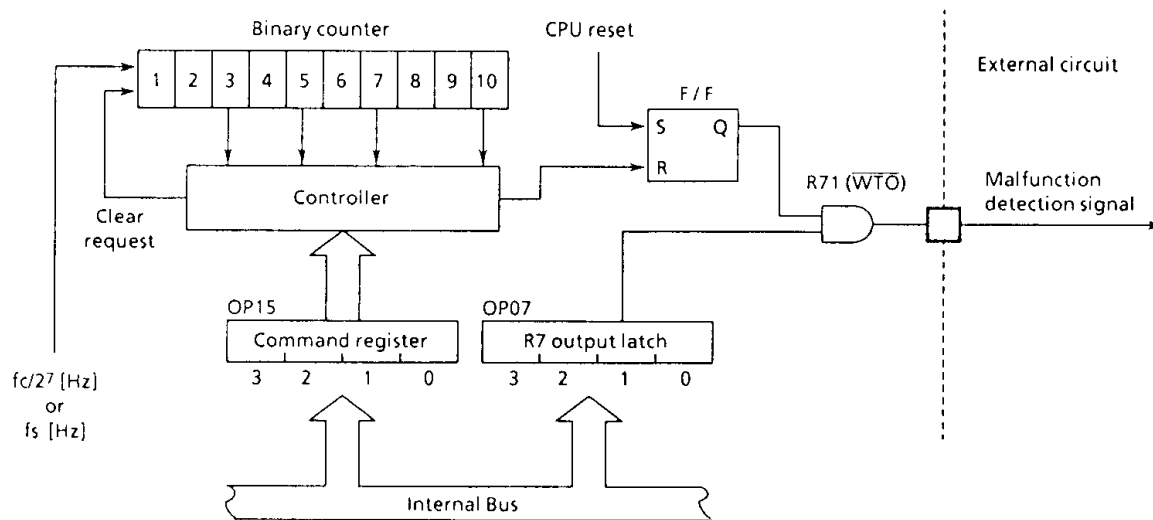 Binary counter
CPU reset
External circuit
1 2 3 4 5 6 7 8 9 10
F / F
S Q
R
R71 (W̅T̅O̅)
Malfunction
detection signal
Controller
Clear
request
OP15
Command register
3 2 1 0
OP07
R7 output latch
3 2 1 0
fc/2⁷ [Hz]
or
fs [Hz]
Internal Bus